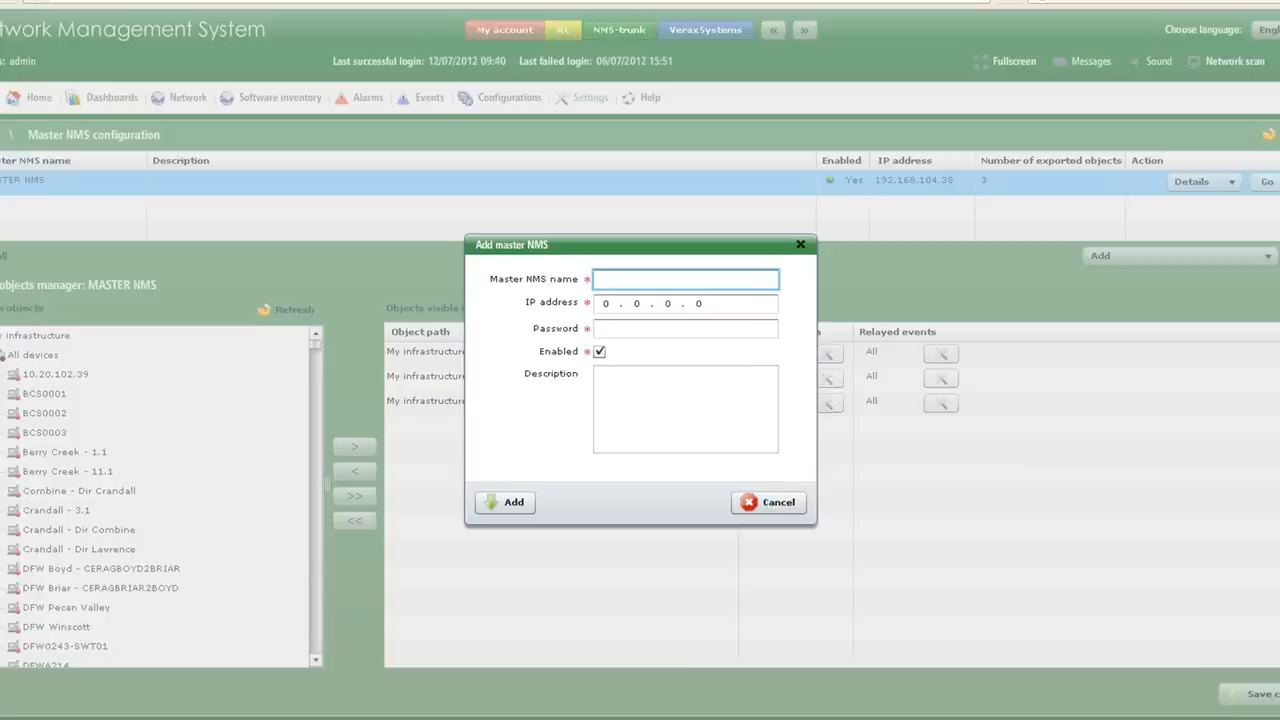 twork Management System
My account
NMS-trunk
VeraxSystems
«
»
Choose language:
Engl
s: admin
Last successful login: 12/07/2012 09:40
Last failed login: 06/07/2012 15:51
Fullscreen
Messages
Sound
Network scan
Home
Dashboards
Network
Software inventory
Alarms
Events
Configurations
Settings
Help
\ Master NMS configuration
ter NMS name
Description
Enabled
IP address
Number of exported objects
Action
STER NMS
Yes
192.168.104.38
3
Details
Go
Add master NMS
Master NMS name *
IP address * 0 . 0 . 0 . 0
Password *
Enabled *
Description
Add
Cancel
ll
Add
objects manager: MASTER NMS
objects
Refresh
Objects visible
y infrastructure
All devices
10.20.102.39
BCS0001
BCS0002
BCS0003
Berry Creek - 1.1
Berry Creek - 11.1
Combine - Dir Crandall
Crandall - 3.1
Crandall - Dir Combine
Crandall - Dir Lawrence
DFW Boyd - CERAGBOYD2BRIAR
DFW Briar - CERAGBRIAR2BOYD
DFW Pecan Valley
DFW Winscott
DFW0243-SWT01
DFWA214
>
<
>>
<<
Object path
s
Relayed events
My infrastructure
All
My infrastructure
All
My infrastructure
All
Save c